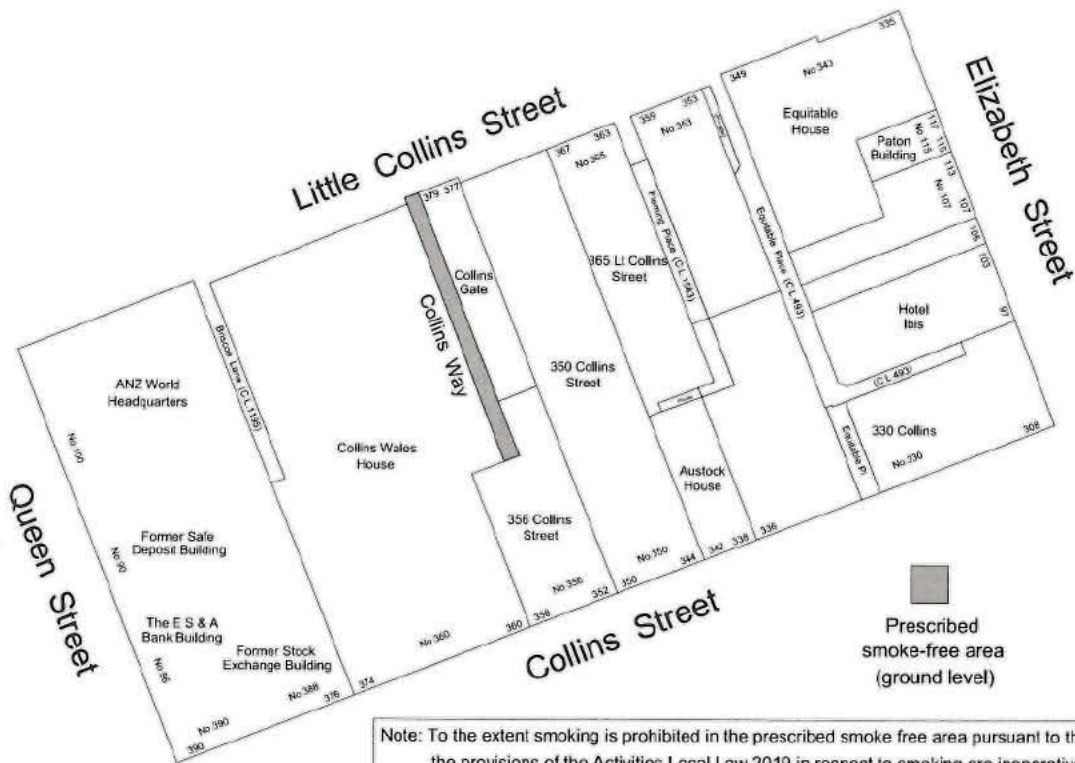 Little Collins Street
Elizabeth Street
Queen Street
Collins Street
335
349
No 343
Equitable
House
Paton
Building
117
No 115
115
113
No 107
107
105
103
Hotel
Ibis
97
353
359
No 363
Fleming Place (C L 1543)
Equitable Place (C L 493)
(C L 493)
Equitable Pl
330 Collins
No.330
308
363
367
No 365
365 Lt Collins
Street
379
377
Collins
Gate
Collins Way
350 Collins
Street
Briscoe Lane (C L 1195)
ANZ World
Headquarters
No 100
Collins Wales
House
356 Collins
Street
Austock
House
336
338
342
344
No 350
350
352
No 356
358
360
No 360
374
376
No 388
No 390
390
Former Safe
Deposit Building
No 90
The E S & A
Bank Building
Former Stock
Exchange Building
Prescribed
smoke-free area
(ground level)
Note: To the extent smoking is prohibited in the prescribed smoke free area pursuant to th
the provisions of the Activities Local Law 2019 in respect to smoking are inoperative